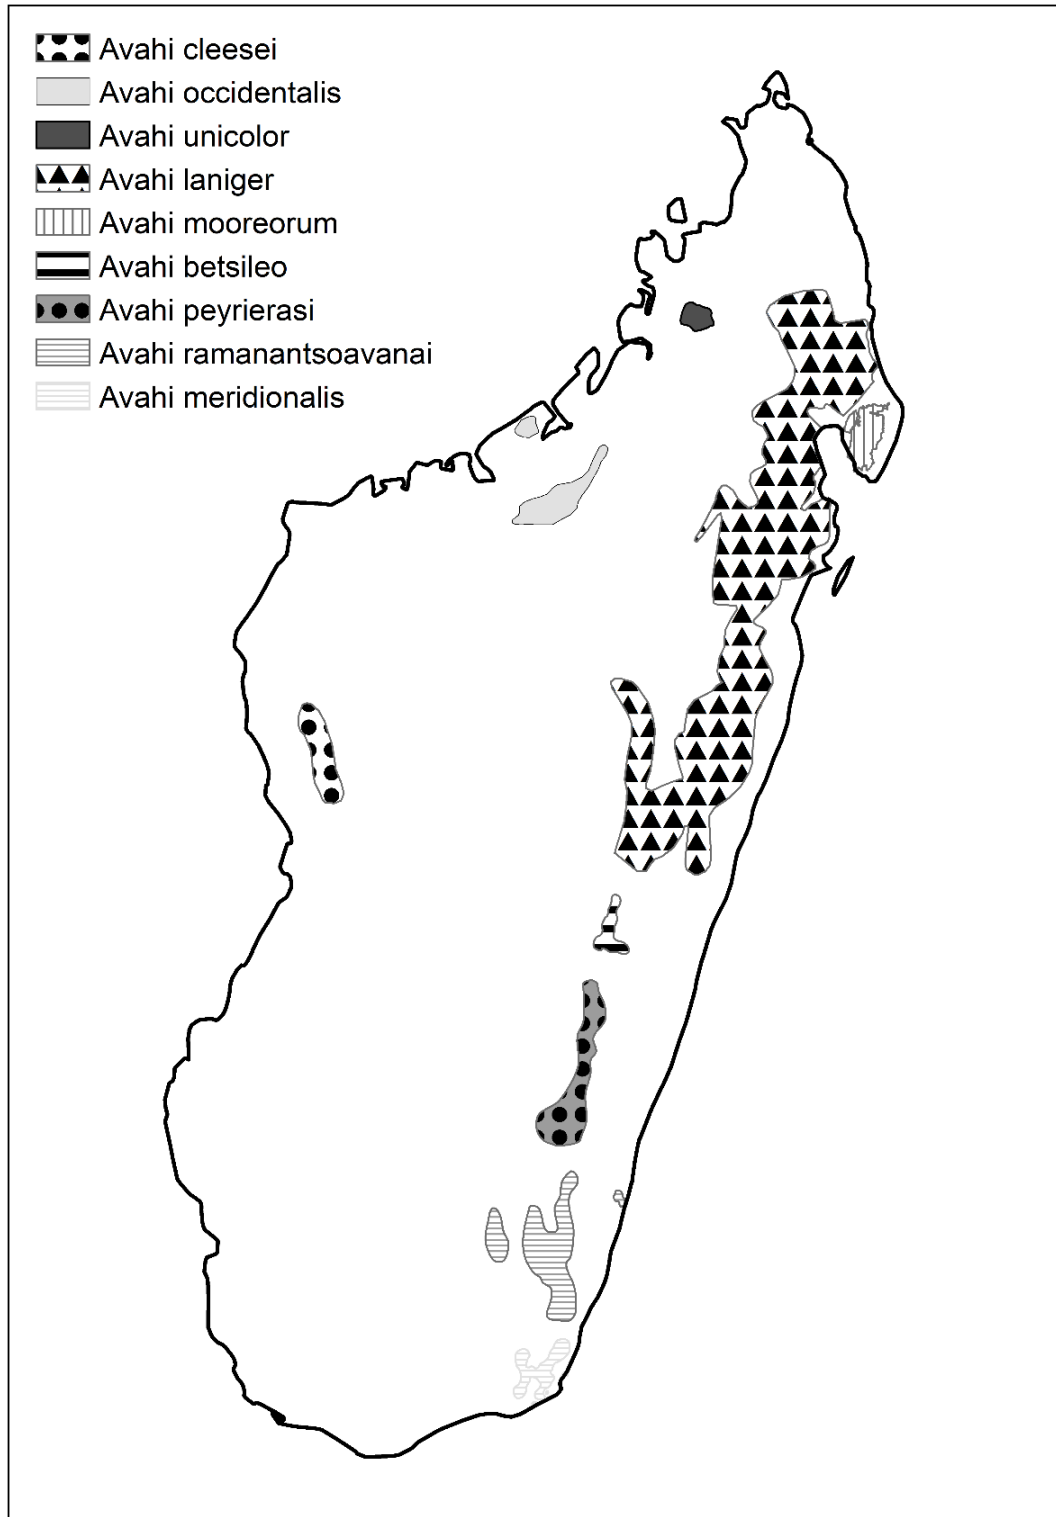 Avahi cleesei
Avahi occidentalis
Avahi unicolor
Avahi laniger
Avahi mooreorum
Avahi betsileo
Avahi peyrierasi
Avahi ramanantsoavanai
Avahi meridionalis